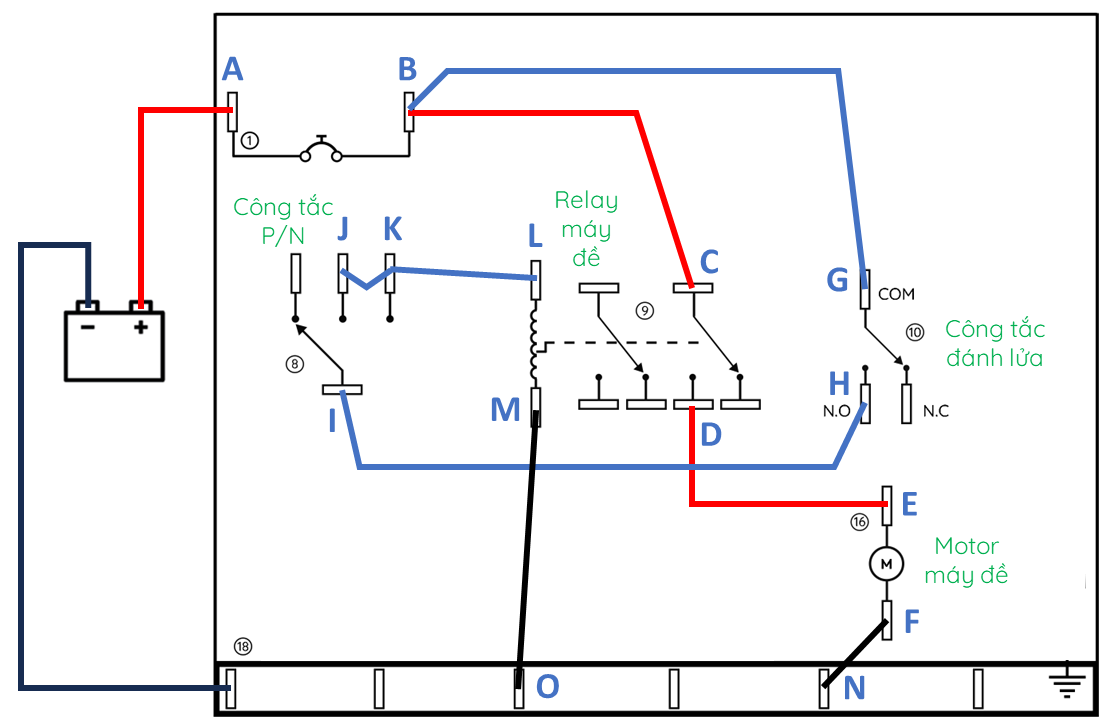 A
B
①
Công tắc
P/N
J
K
L
Relay
máy
đề
C
⑨
G
COM
⑩
Công tắc
đánh lửa
−
+
⑧
I
M
D
H
N.O
N.C
E
⑯
M
Motor
máy đề
F
⑱
O
N